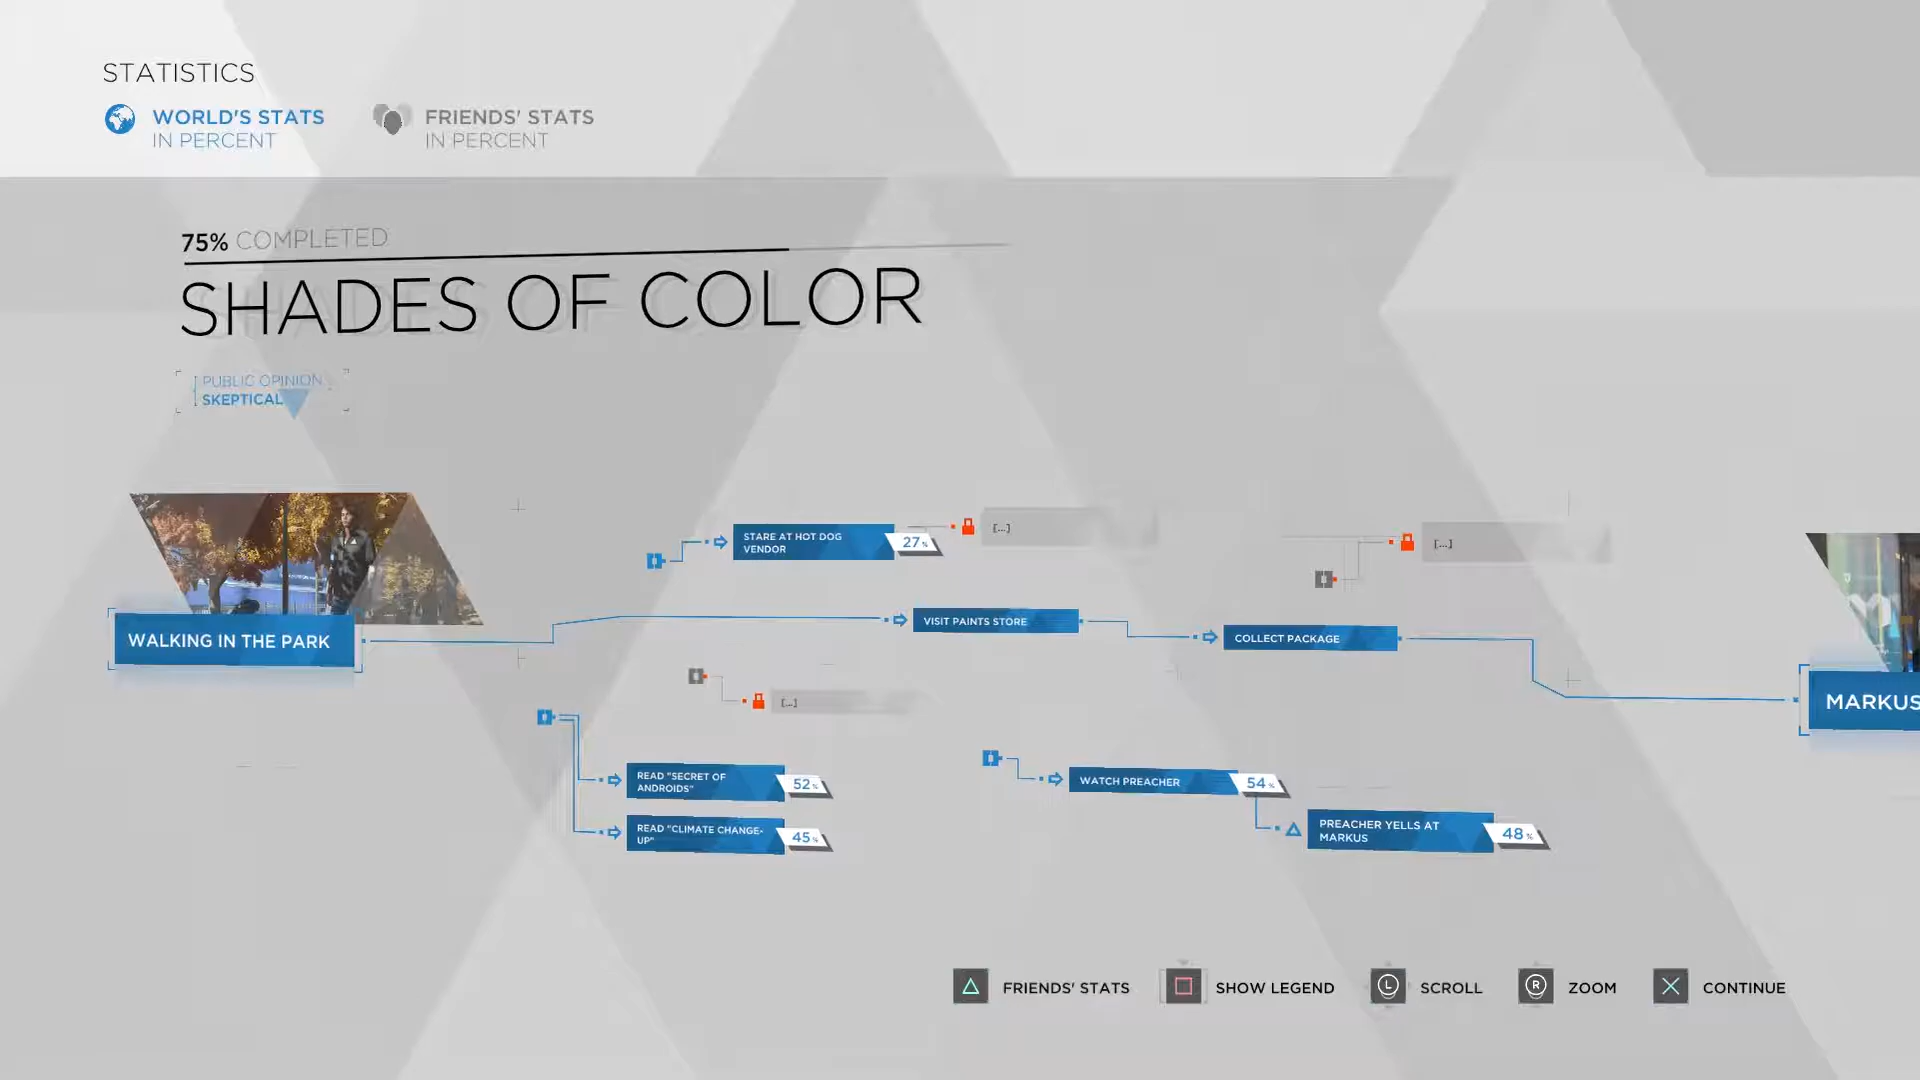 STATISTICS
WORLD'S STATS
IN PERCENT
FRIENDS' STATS
IN PERCENT
75% COMPLETED
SHADES OF COLOR
PUBLIC OPINION
SKEPTICAL
STARE AT HOT DOG
VENDOR
27%
[...]
[...]
WALKING IN THE PARK
VISIT PAINTS STORE
COLLECT PACKAGE
[...]
MARKUS
READ "SECRET OF
ANDROIDS"
52%
WATCH PREACHER
54%
READ "CLIMATE CHANGE-
UP"
45%
PREACHER YELLS AT
MARKUS
48%
FRIENDS' STATS
SHOW LEGEND
L
SCROLL
R
ZOOM
CONTINUE